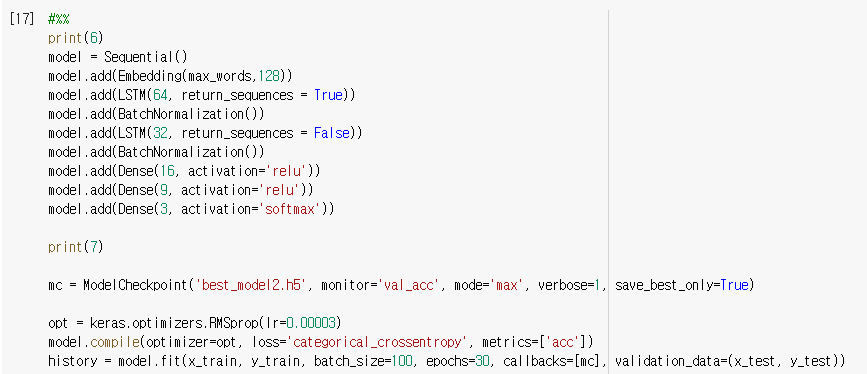 [17] #%%
print(6)
model = Sequential()
model.add(Embedding(max_words,128))
model.add(LSTM(64, return_sequences = True))
model.add(BatchNormalization())
model.add(LSTM(32, return_sequences = False))
model.add(BatchNormalization())
model.add(Dense(16, activation='relu'))
model.add(Dense(9, activation='relu'))
model.add(Dense(3, activation='softmax'))
print(7)
mc = ModelCheckpoint('best_model2.h5', monitor='val_acc', mode='max', verbose=1, save_best_only=True)
opt = keras.optimizers.RMSprop(lr=0.00003)
model.compile(optimizer=opt, loss='categorical_crossentropy', metrics=['acc'])
history = model.fit(x_train, y_train, batch_size=100, epochs=30, callbacks=[mc], validation_data=(x_test, y_test))